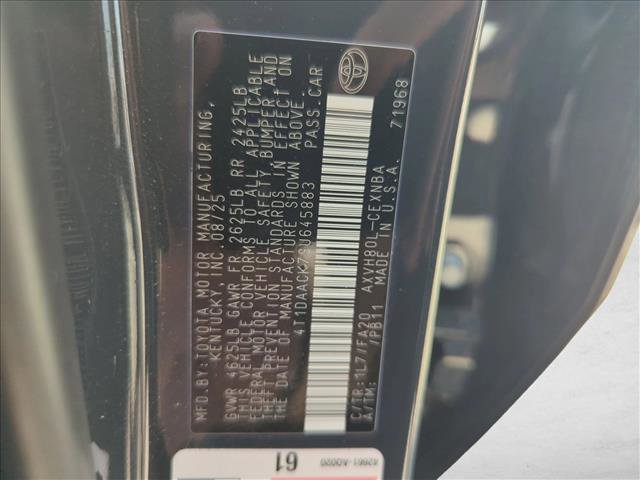 MFD.BY:TOYOTA MOTOR MANUFACTURING,
KENTUCKY, INC. 08/25
GVWR 4625LB GAWR FR 2625LB RR 2425LB
THIS VEHICLE CONFORMS TO ALL APPLICABLE
FEDERAL MOTOR VEHICLE SAFETY, BUMPER, AND
THEFT PREVENTION STANDARDS IN EFFECT ON
THE DATE OF MANUFACTURE SHOWN ABOVE.
4T1DAACK7SU645883 PASS.CAR
C/TR:1L7/FA20 AXVH80L-CEXNBA
A/TM: /PB11 MADE IN U.S.A. 71968
42661-AQ020
61